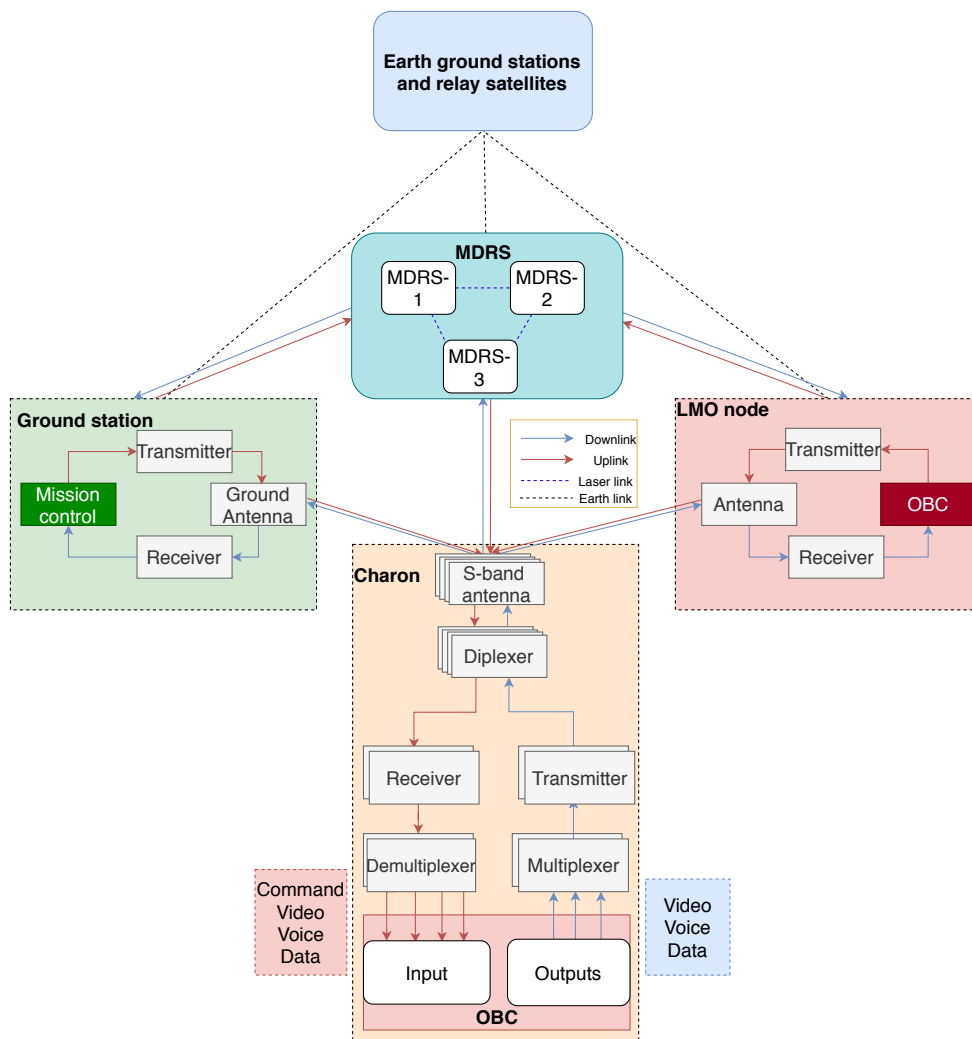 Earth ground stations
and relay satellites
MDRS
MDRS-
1
MDRS-
2
MDRS-
3
Ground station
Transmitter
Mission
control
Ground
Antenna
Receiver
Downlink
Uplink
Laser link
Earth link
LMO node
Transmitter
Antenna
OBC
Receiver
Charon
S-band
antenna
Diplexer
Receiver
Transmitter
Demultiplexer
Multiplexer
Command
Video
Voice
Data
Video
Voice
Data
Input
Outputs
OBC